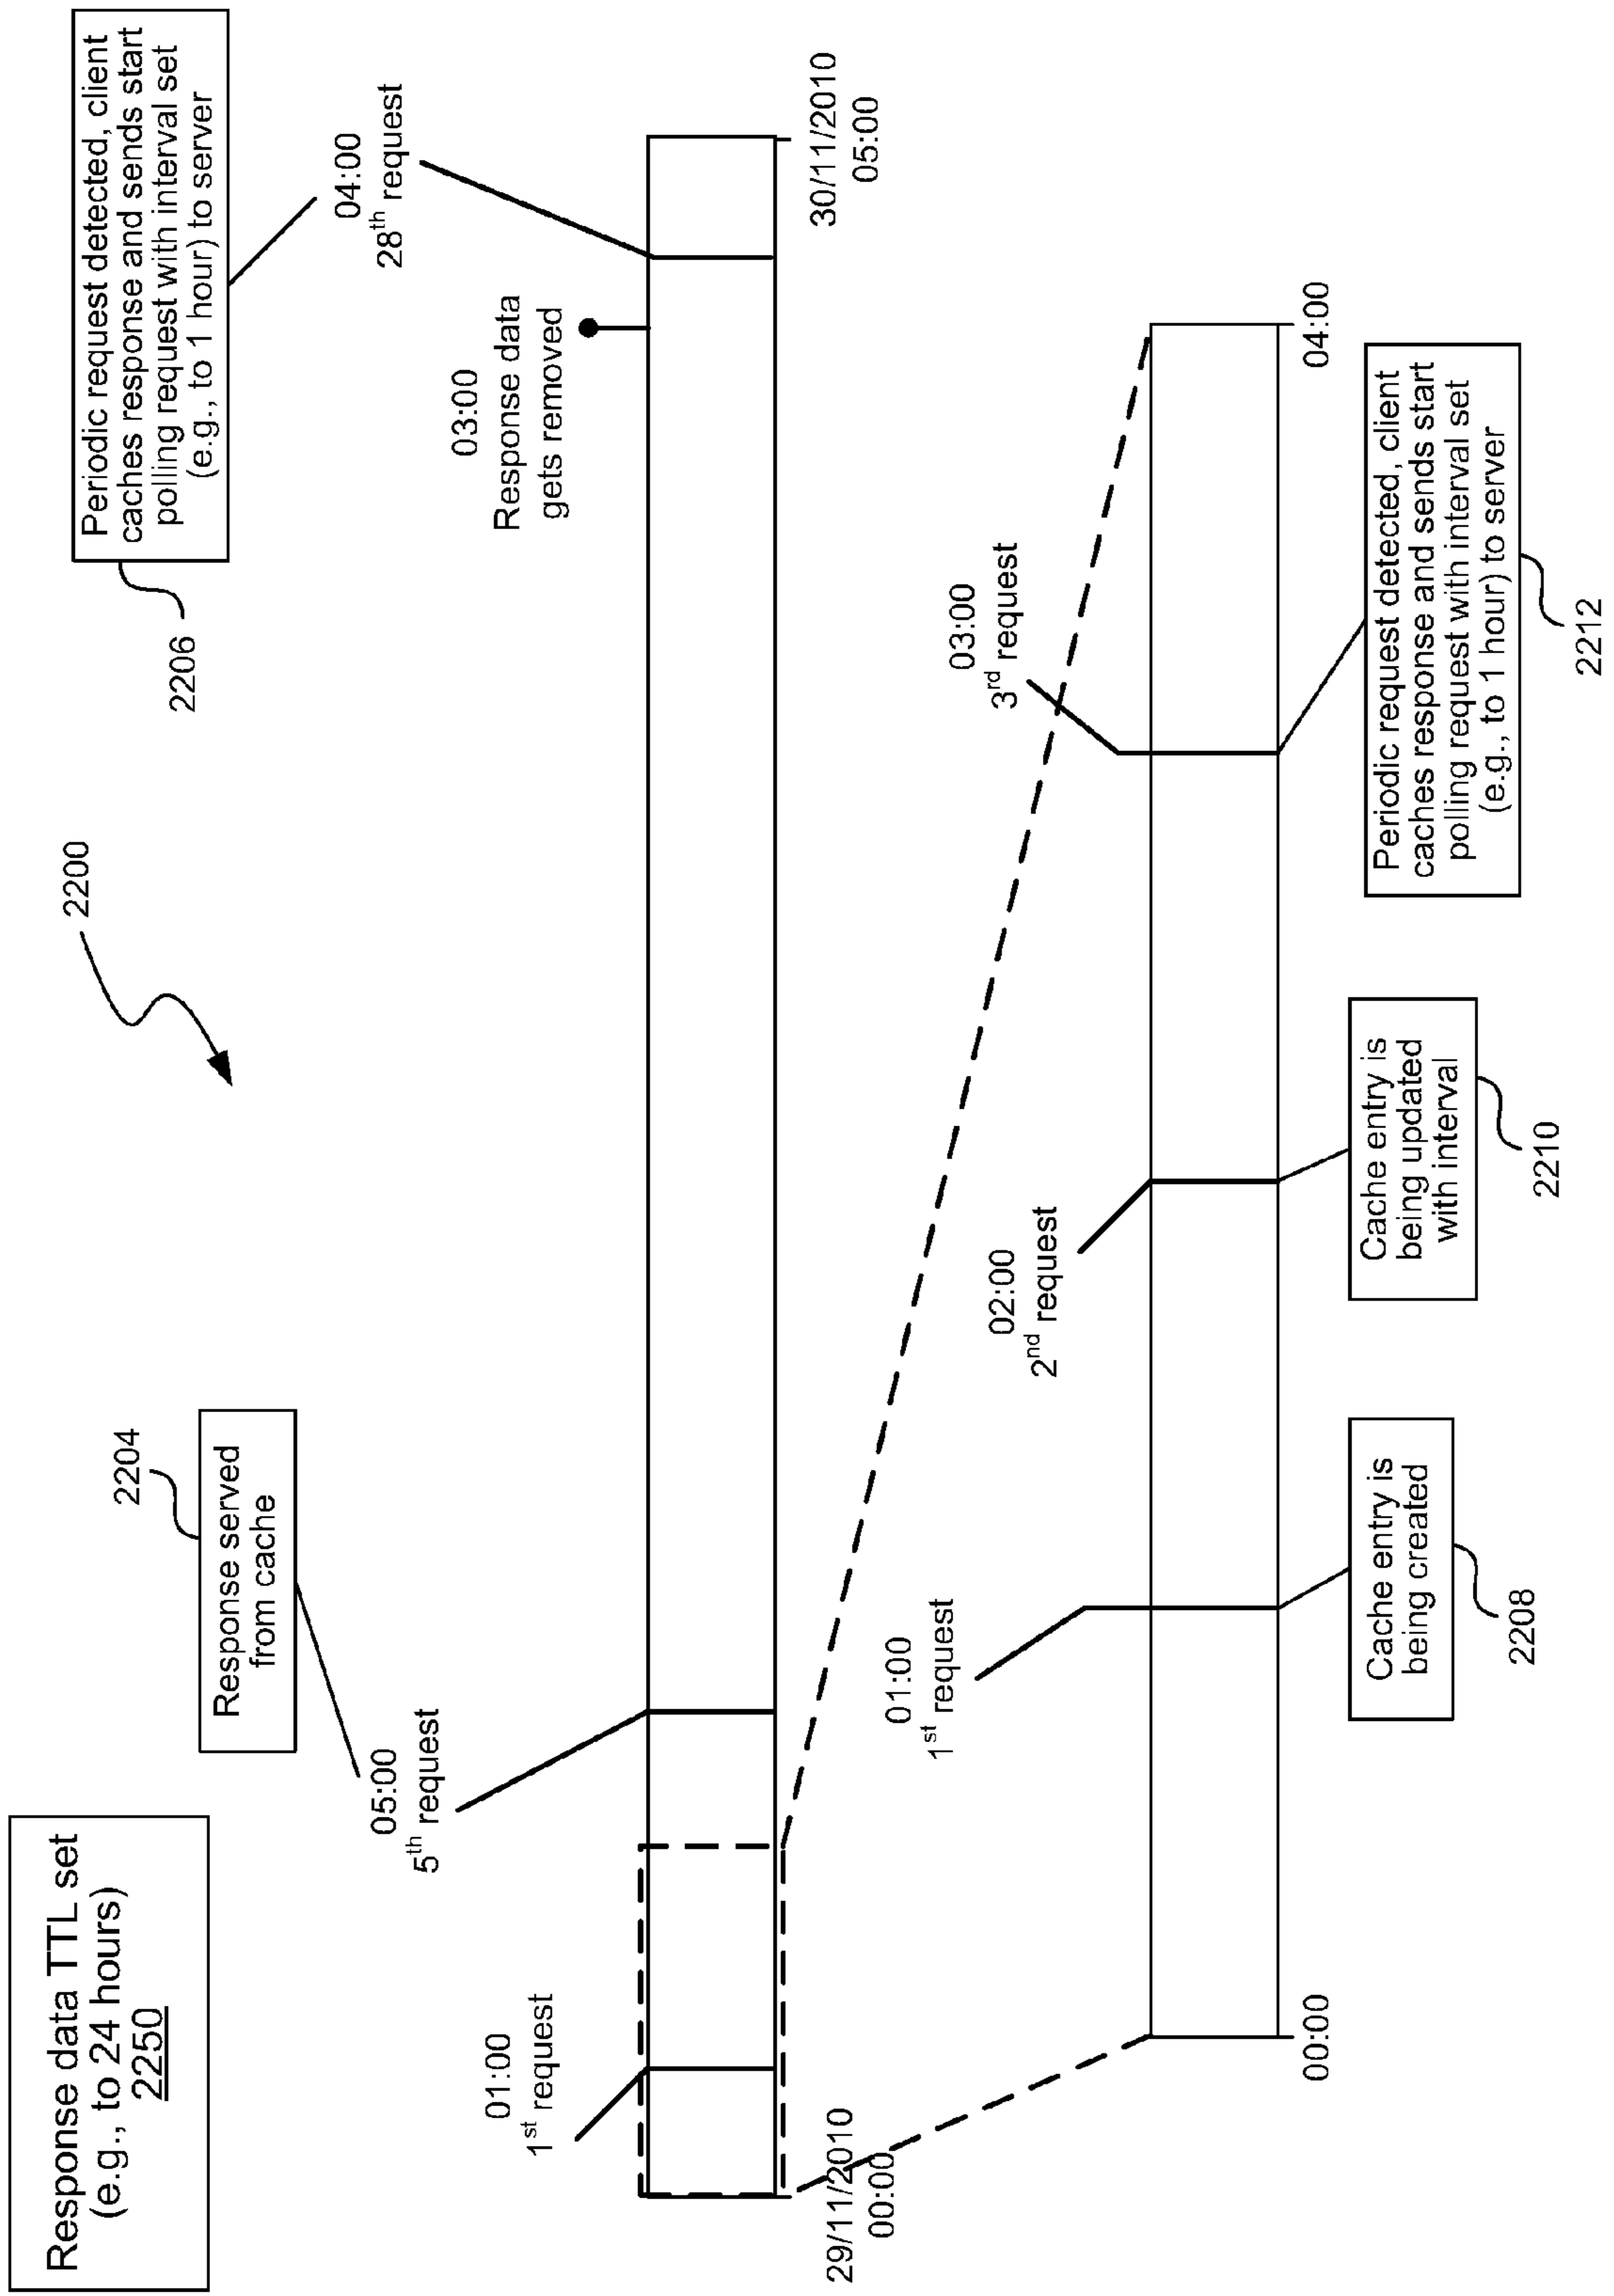 2200
Response data TTL set
(e.g., to 24 hours)
2250
2204
Response served
from cache
2206
Periodic request detected, client
caches response and sends start
polling request with interval set
(e.g., to 1 hour) to server
01:00
1st request
05:00
5th request
03:00
Response data
gets removed
04:00
28th request
29/11/2010
00:00
30/11/2010
05:00
01:00
1st request
02:00
2nd request
03:00
3rd request
00:00
04:00
Cache entry is
being created
2208
Cache entry is
being updated
with interval
2210
Periodic request detected, client
caches response and sends start
polling request with interval set
(e.g., to 1 hour) to server
2212